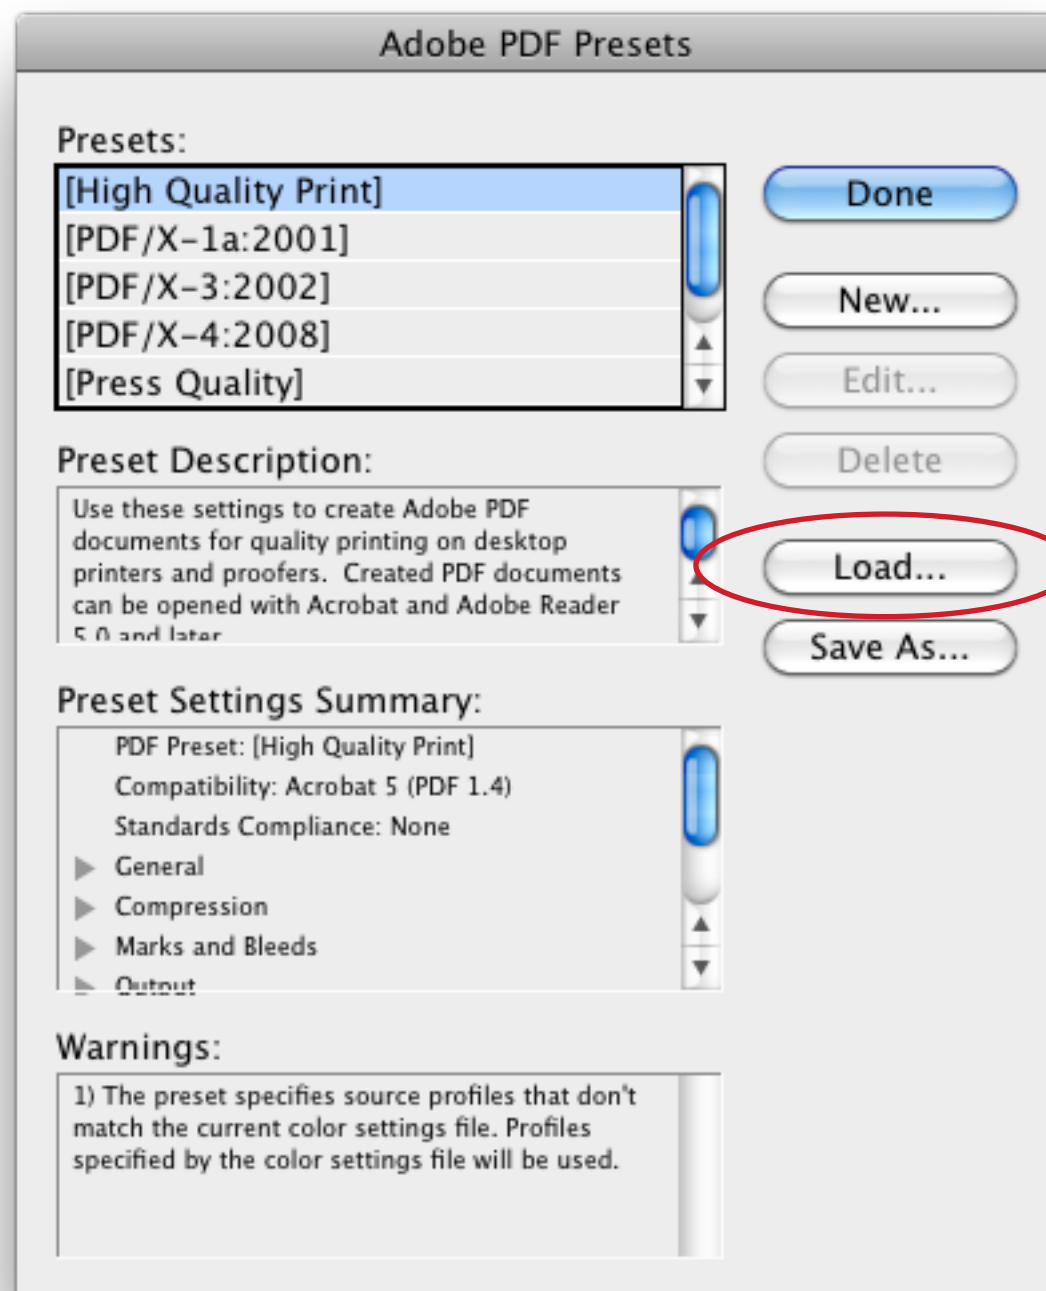 Adobe PDF Presets
Presets:
[High Quality Print]
[PDF/X-1a:2001]
[PDF/X-3:2002]
[PDF/X-4:2008]
[Press Quality]
Done
New...
Edit...
Delete
Load...
Save As...
Preset Description:
Use these settings to create Adobe PDF
documents for quality printing on desktop
printers and proofers.  Created PDF documents
can be opened with Acrobat and Adobe Reader
5.0 and later.
Preset Settings Summary:
PDF Preset: [High Quality Print]
Compatibility: Acrobat 5 (PDF 1.4)
Standards Compliance: None
General
Compression
Marks and Bleeds
Output
Warnings:
1) The preset specifies source profiles that don't
match the current color settings file. Profiles
specified by the color settings file will be used.